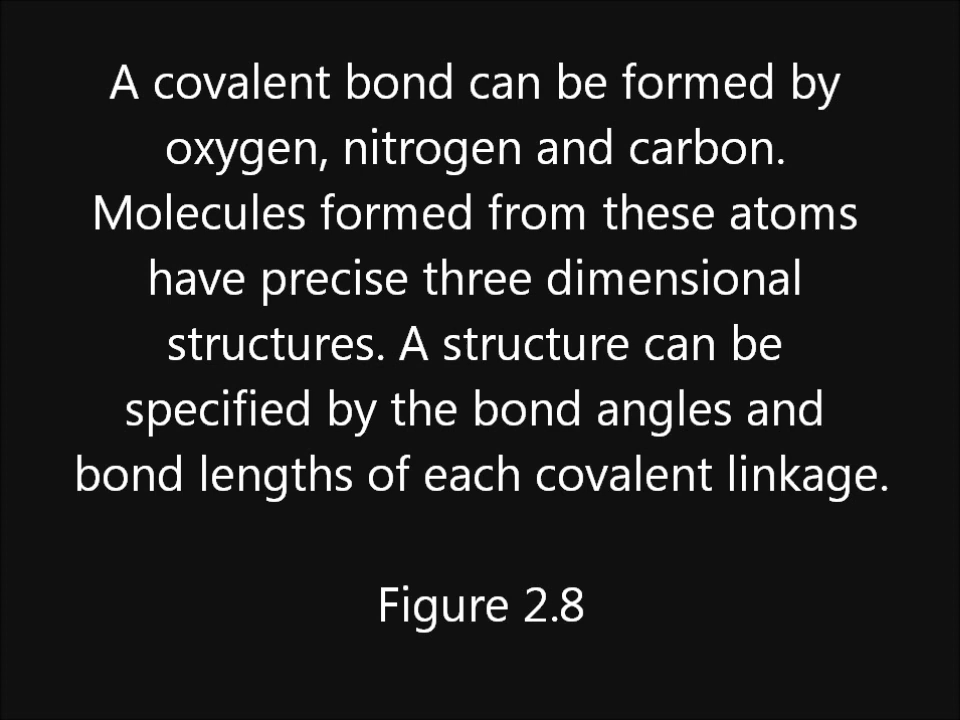 A covalent bond can be formed by
oxygen, nitrogen and carbon.
Molecules formed from these atoms
have precise three dimensional
structures. A structure can be
specified by the bond angles and
bond lengths of each covalent linkage.
Figure 2.8